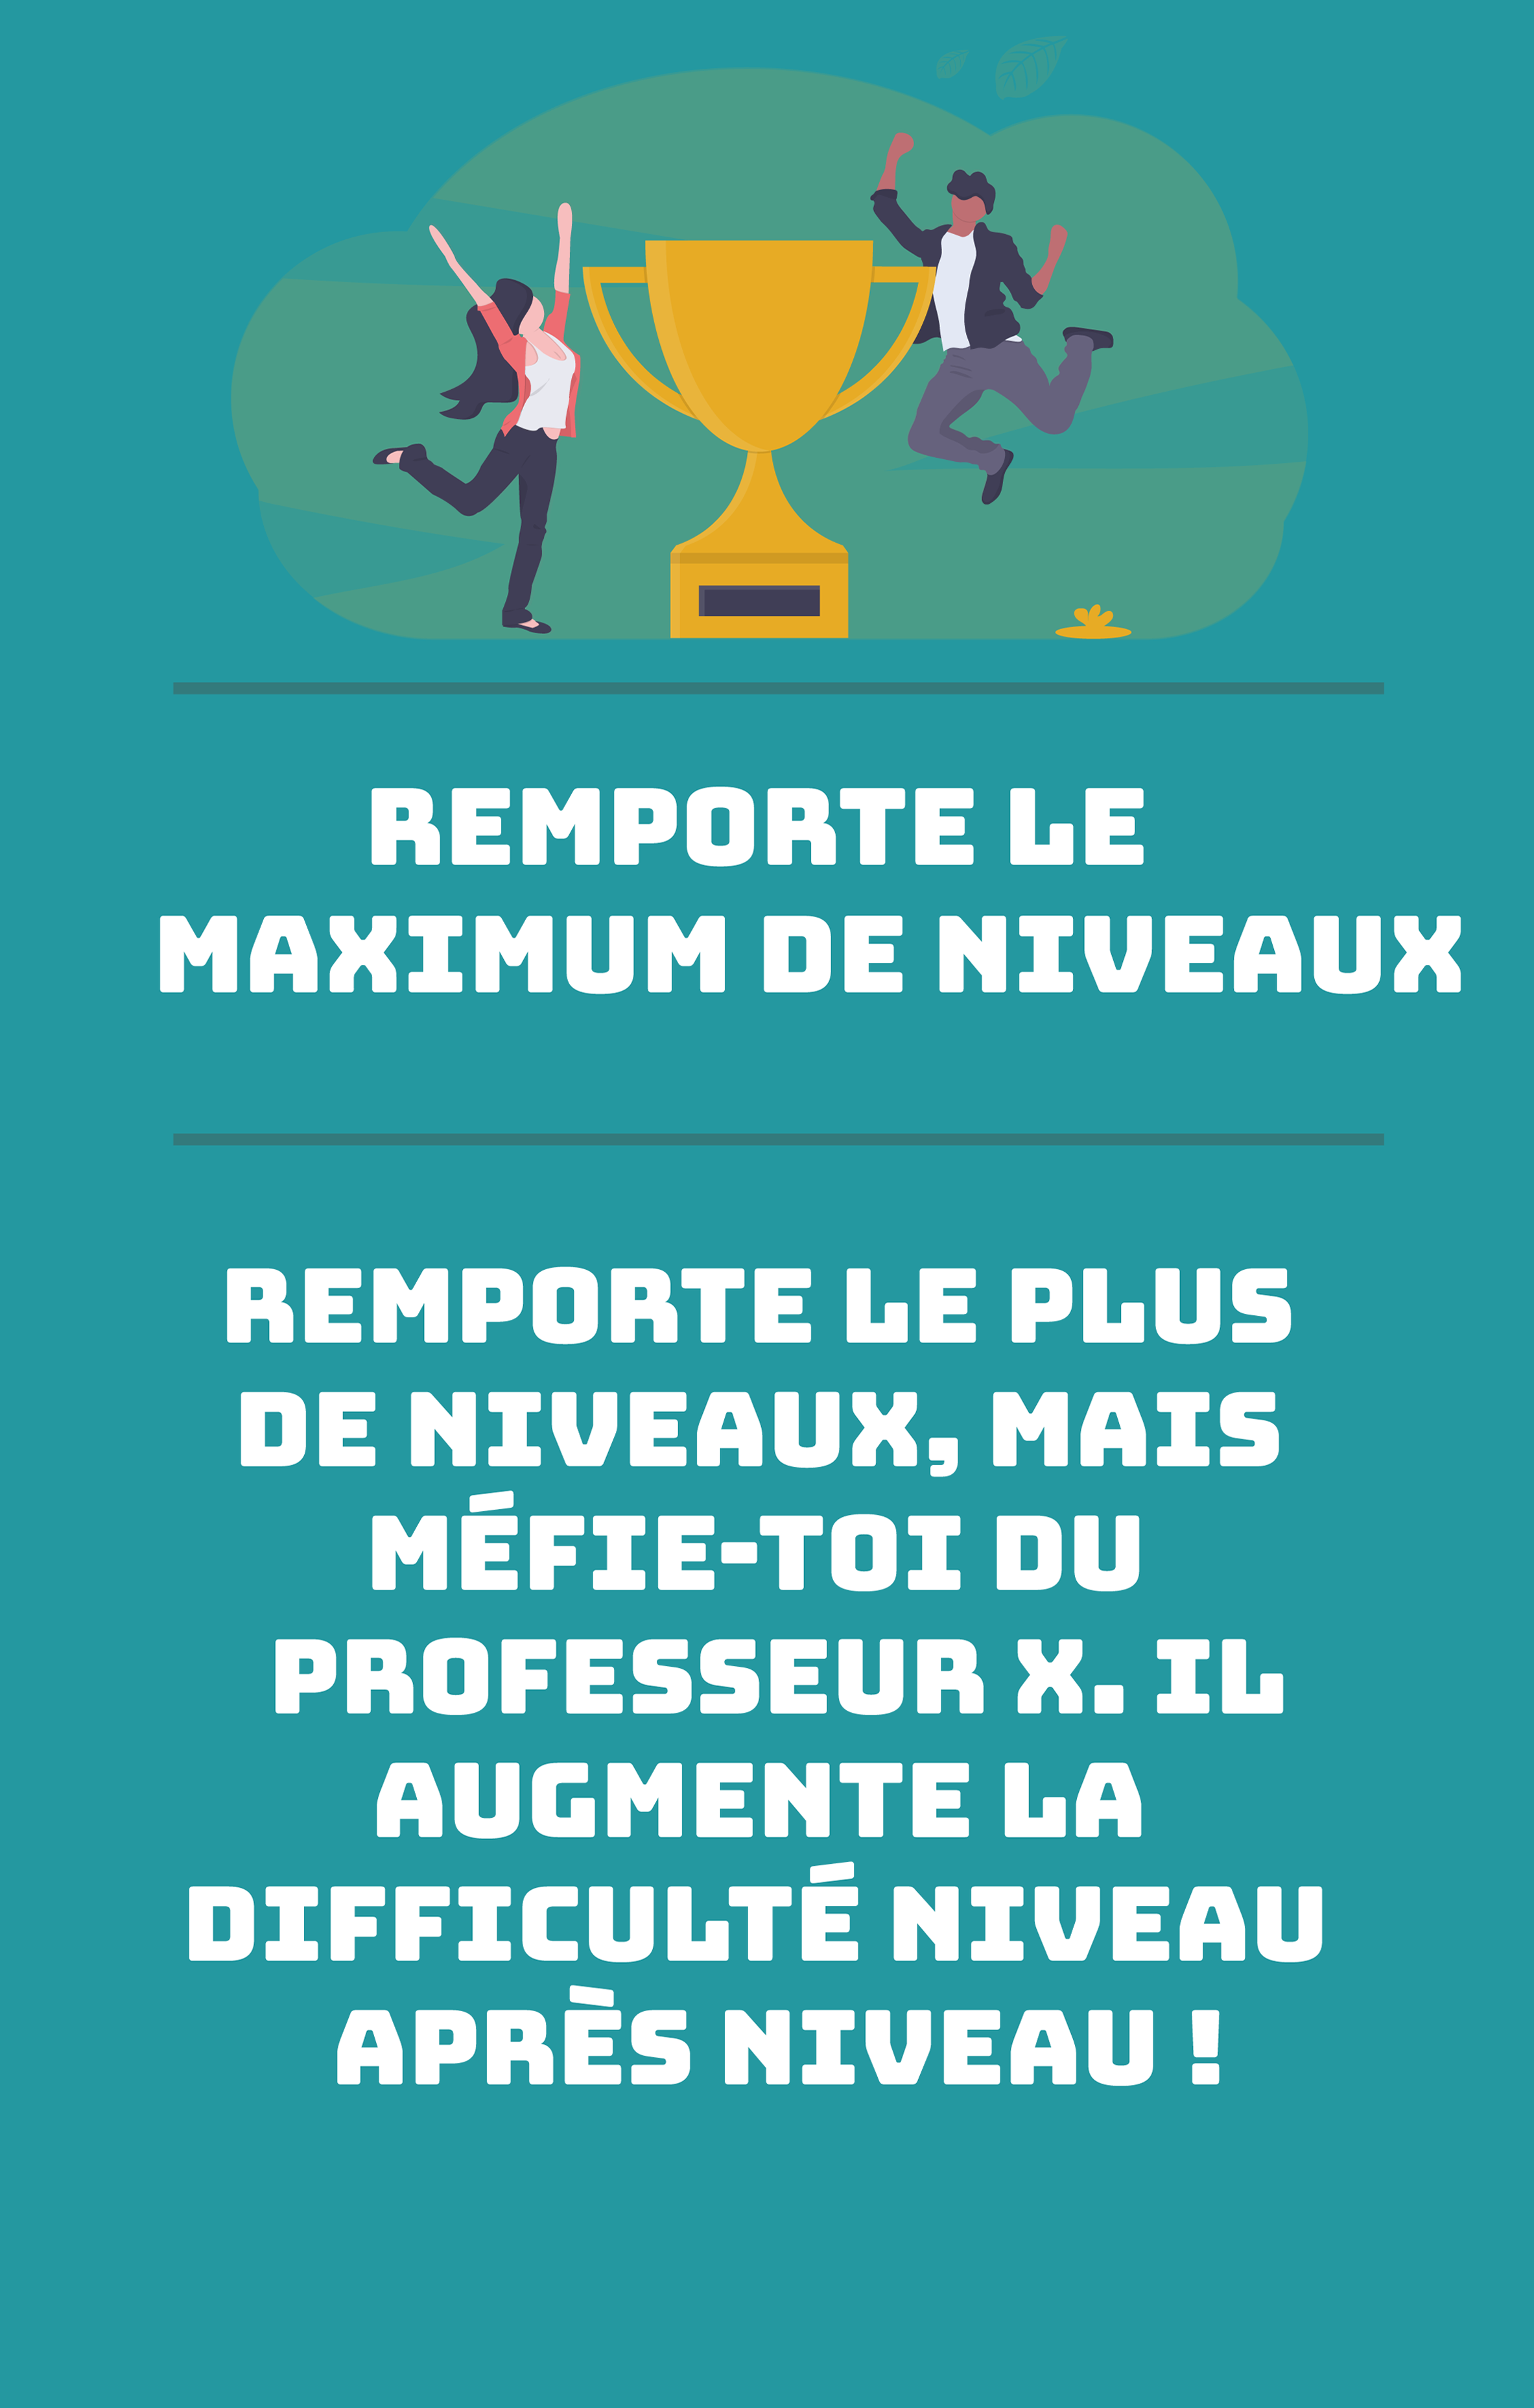 REMPORTE LE
MAXIMUM DE NIVEAUX
REMPORTE LE PLUS
DE NIVEAUX, MAIS
MÉFIE-TOI DU
PROFESSEUR X. IL
AUGMENTE LA
DIFFICULTÉ NIVEAU
APRÈS NIVEAU !